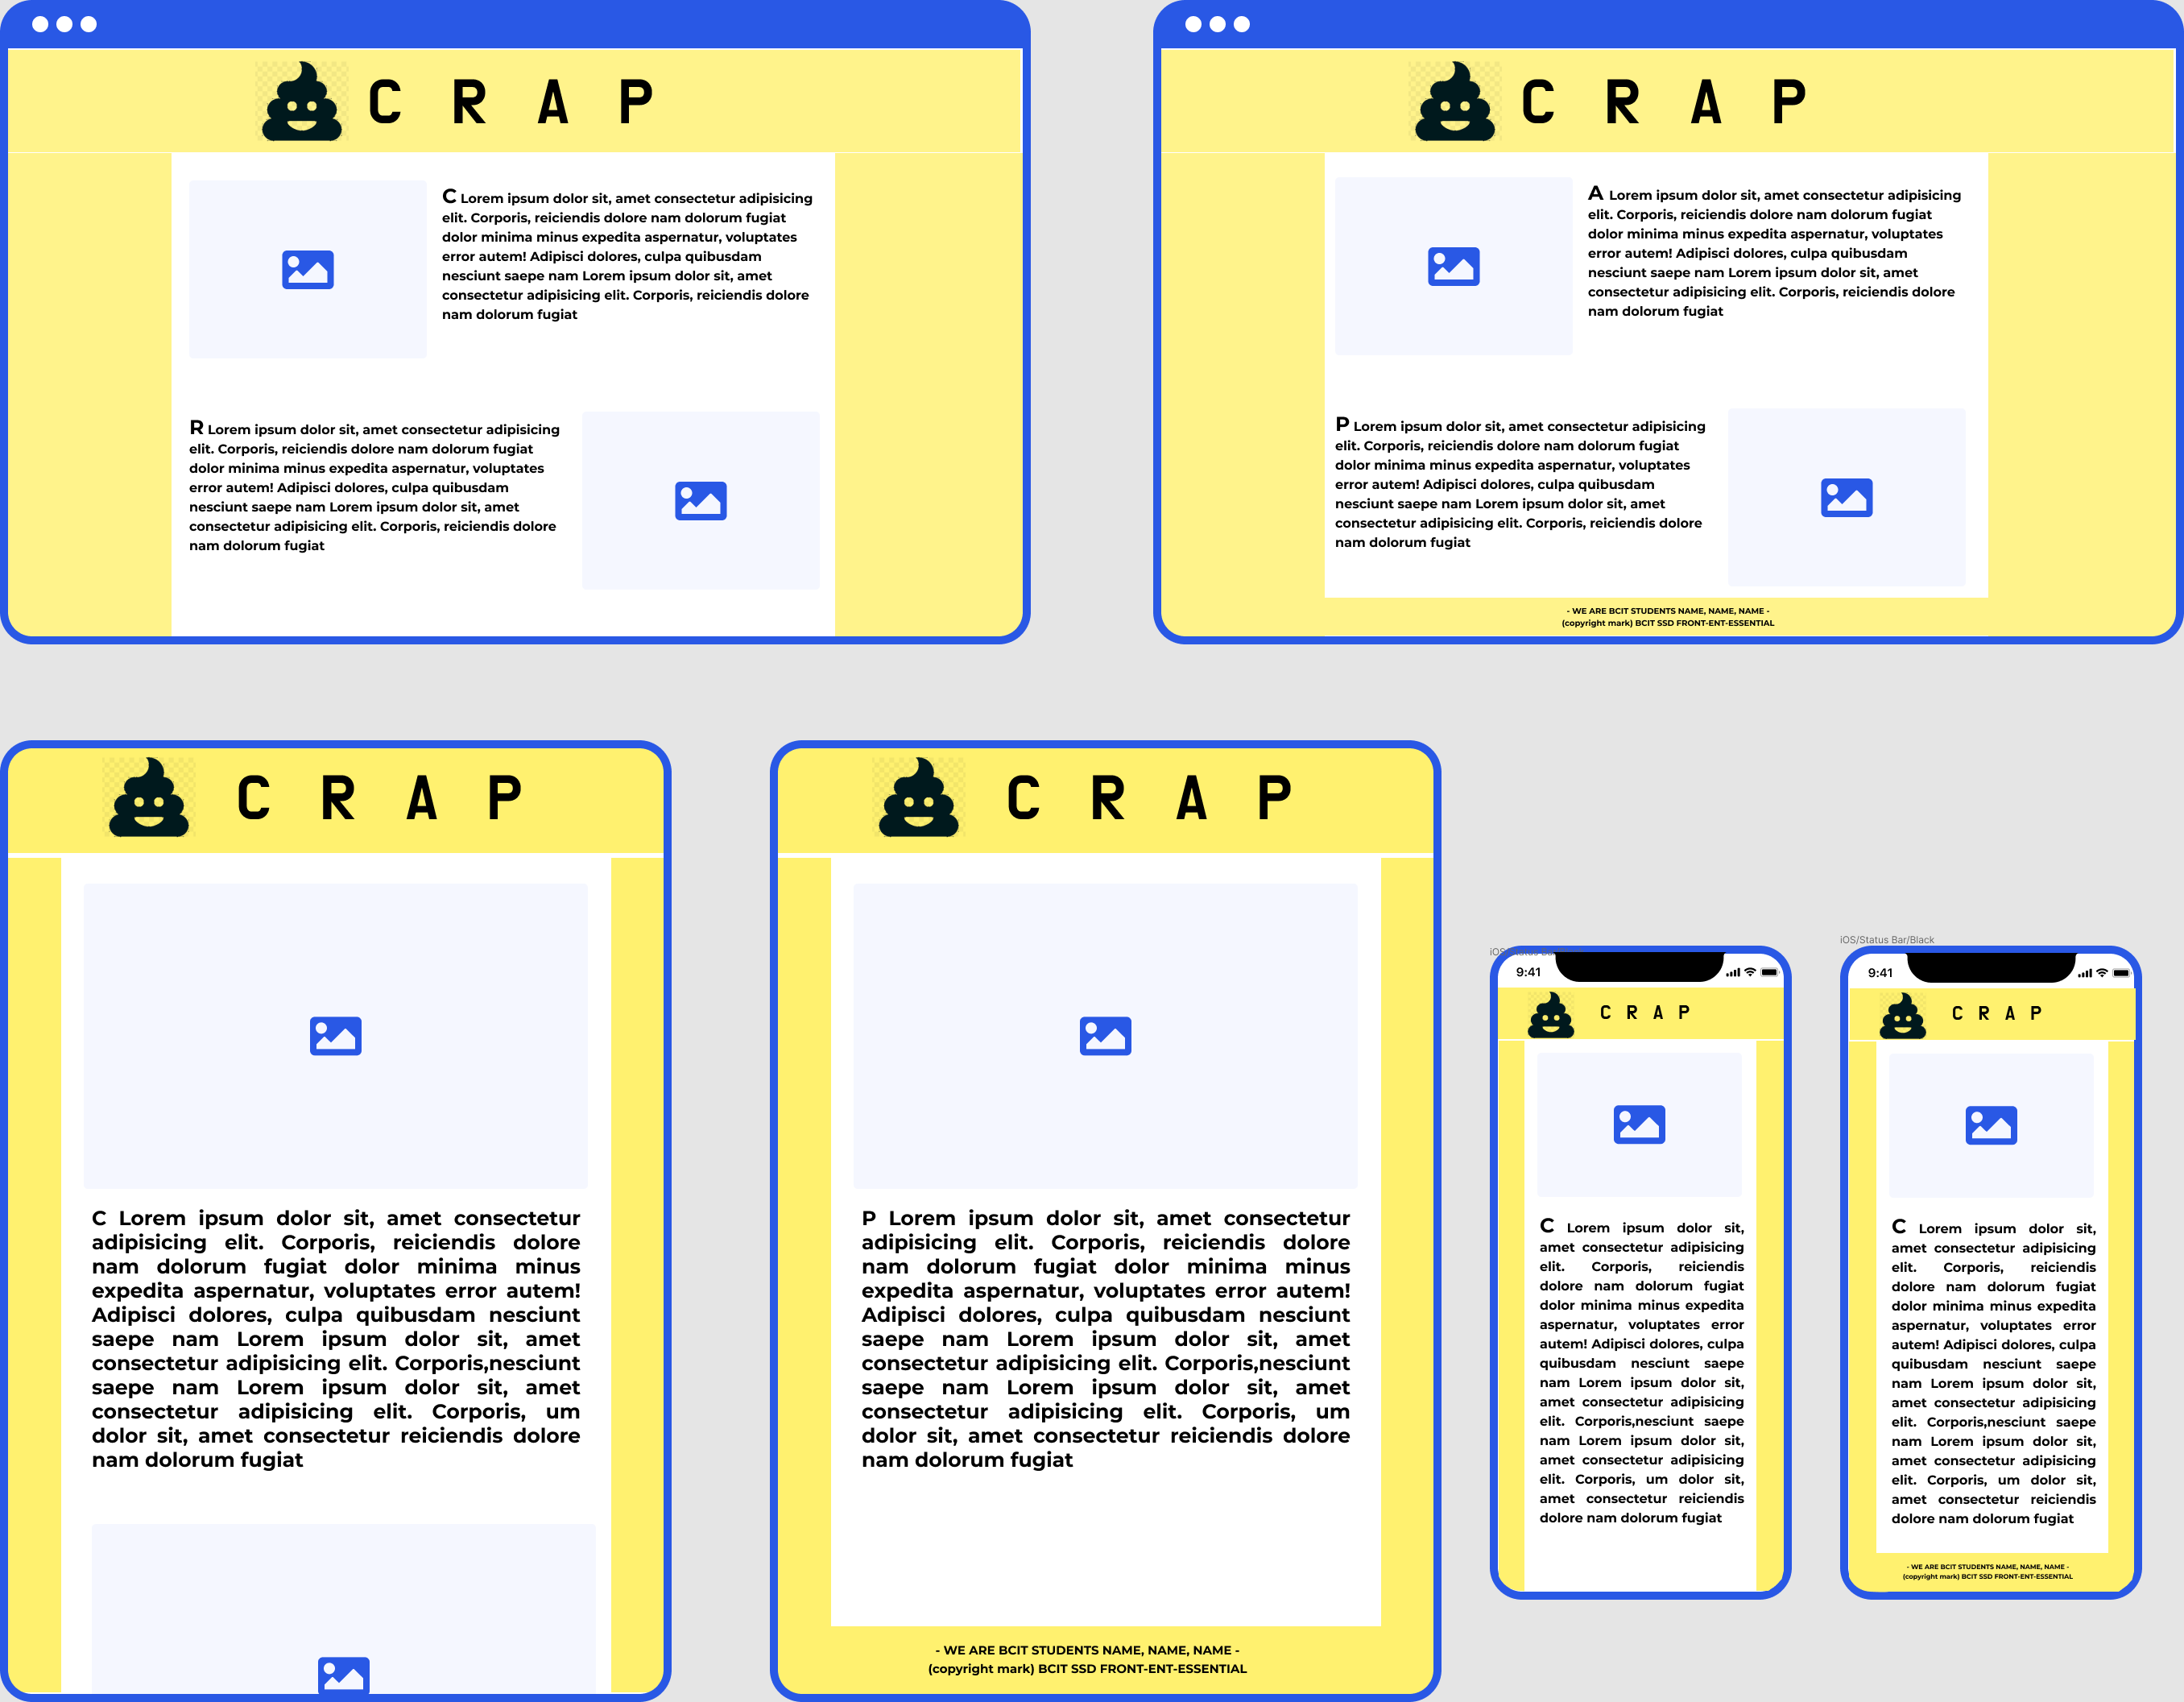 C R A P
C Lorem ipsum dolor sit, amet consectetur adipisicing
elit. Corporis, reiciendis dolore nam dolorum fugiat
dolor minima minus expedita aspernatur, voluptates
error autem! Adipisci dolores, culpa quibusdam
nesciunt saepe nam Lorem ipsum dolor sit, amet
consectetur adipisicing elit. Corporis, reiciendis dolore
nam dolorum fugiat
R Lorem ipsum dolor sit, amet consectetur adipisicing
elit. Corporis, reiciendis dolore nam dolorum fugiat
dolor minima minus expedita aspernatur, voluptates
error autem! Adipisci dolores, culpa quibusdam
nesciunt saepe nam Lorem ipsum dolor sit, amet
consectetur adipisicing elit. Corporis, reiciendis dolore
nam dolorum fugiat
C R A P
A Lorem ipsum dolor sit, amet consectetur adipisicing
elit. Corporis, reiciendis dolore nam dolorum fugiat
dolor minima minus expedita aspernatur, voluptates
error autem! Adipisci dolores, culpa quibusdam
nesciunt saepe nam Lorem ipsum dolor sit, amet
consectetur adipisicing elit. Corporis, reiciendis dolore
nam dolorum fugiat
P Lorem ipsum dolor sit, amet consectetur adipisicing
elit. Corporis, reiciendis dolore nam dolorum fugiat
dolor minima minus expedita aspernatur, voluptates
error autem! Adipisci dolores, culpa quibusdam
nesciunt saepe nam Lorem ipsum dolor sit, amet
consectetur adipisicing elit. Corporis, reiciendis dolore
nam dolorum fugiat
- WE ARE BCIT STUDENTS NAME, NAME, NAME -
(copyright mark) BCIT SSD FRONT-ENT-ESSENTIAL
C R A P
C Lorem ipsum dolor sit, amet consectetur
adipisicing elit. Corporis, reiciendis dolore
nam dolorum fugiat dolor minima minus
expedita aspernatur, voluptates error autem!
Adipisci dolores, culpa quibusdam nesciunt
saepe nam Lorem ipsum dolor sit, amet
consectetur adipisicing elit. Corporis,nesciunt
saepe nam Lorem ipsum dolor sit, amet
consectetur adipisicing elit. Corporis, um
dolor sit, amet consectetur reiciendis dolore
nam dolorum fugiat
C R A P
P Lorem ipsum dolor sit, amet consectetur
adipisicing elit. Corporis, reiciendis dolore
nam dolorum fugiat dolor minima minus
expedita aspernatur, voluptates error autem!
Adipisci dolores, culpa quibusdam nesciunt
saepe nam Lorem ipsum dolor sit, amet
consectetur adipisicing elit. Corporis,nesciunt
saepe nam Lorem ipsum dolor sit, amet
consectetur adipisicing elit. Corporis, um
dolor sit, amet consectetur reiciendis dolore
nam dolorum fugiat
- WE ARE BCIT STUDENTS NAME, NAME, NAME -
(copyright mark) BCIT SSD FRONT-ENT-ESSENTIAL
9:41
C R A P
C Lorem ipsum dolor sit,
amet consectetur adipisicing
elit. Corporis, reiciendis
dolore nam dolorum fugiat
dolor minima minus expedita
aspernatur, voluptates error
autem! Adipisci dolores, culpa
quibusdam nesciunt saepe
nam Lorem ipsum dolor sit,
amet consectetur adipisicing
elit. Corporis,nesciunt saepe
nam Lorem ipsum dolor sit,
amet consectetur adipisicing
elit. Corporis, um dolor sit,
amet consectetur reiciendis
dolore nam dolorum fugiat
iOS/Status Bar/Black
9:41
C R A P
C Lorem ipsum dolor sit,
amet consectetur adipisicing
elit. Corporis, reiciendis
dolore nam dolorum fugiat
dolor minima minus expedita
aspernatur, voluptates error
autem! Adipisci dolores, culpa
quibusdam nesciunt saepe
nam Lorem ipsum dolor sit,
amet consectetur adipisicing
elit. Corporis,nesciunt saepe
nam Lorem ipsum dolor sit,
amet consectetur adipisicing
elit. Corporis, um dolor sit,
amet consectetur reiciendis
dolore nam dolorum fugiat
- WE ARE BCIT STUDENTS NAME, NAME, NAME -
(copyright mark) BCIT SSD FRONT-ENT-ESSENTIAL